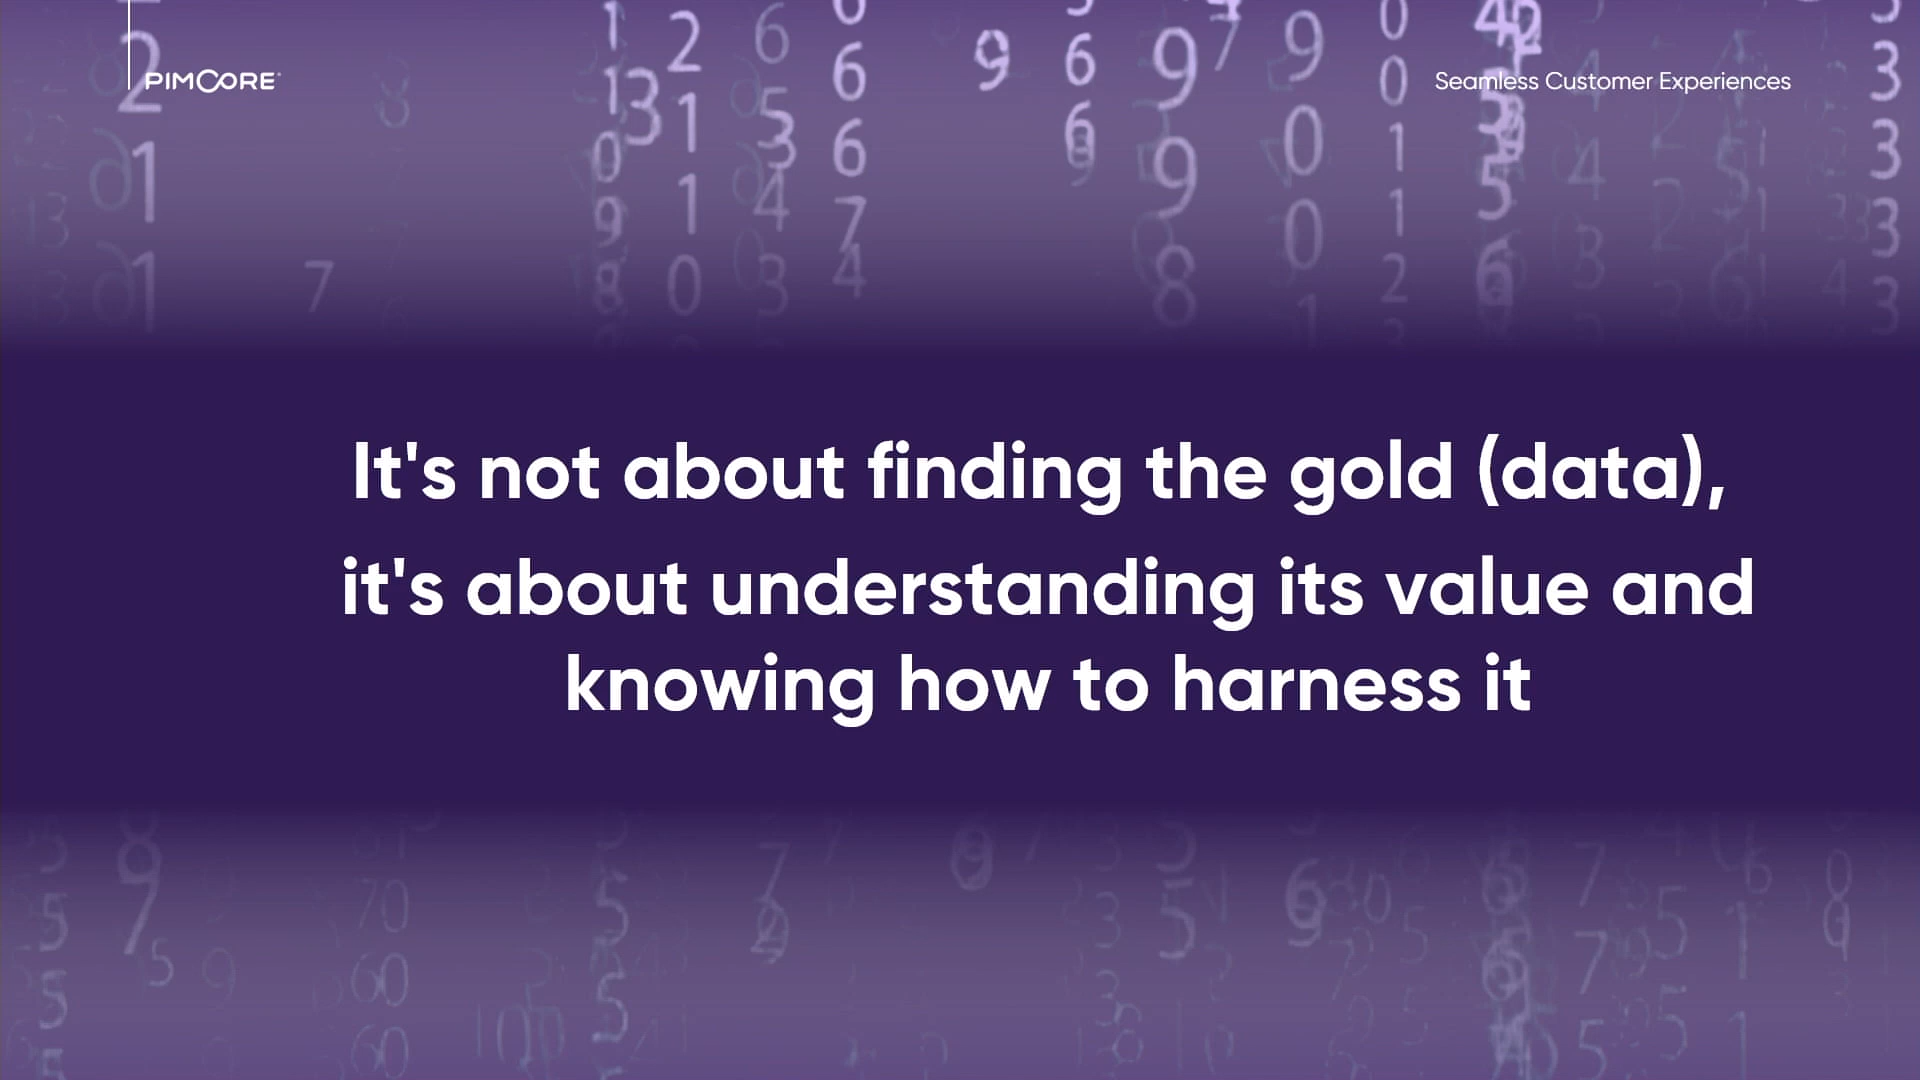 PIMCORE
Seamless Customer Experiences
It's not about finding the gold (data),
it's about understanding its value and
knowing how to harness it